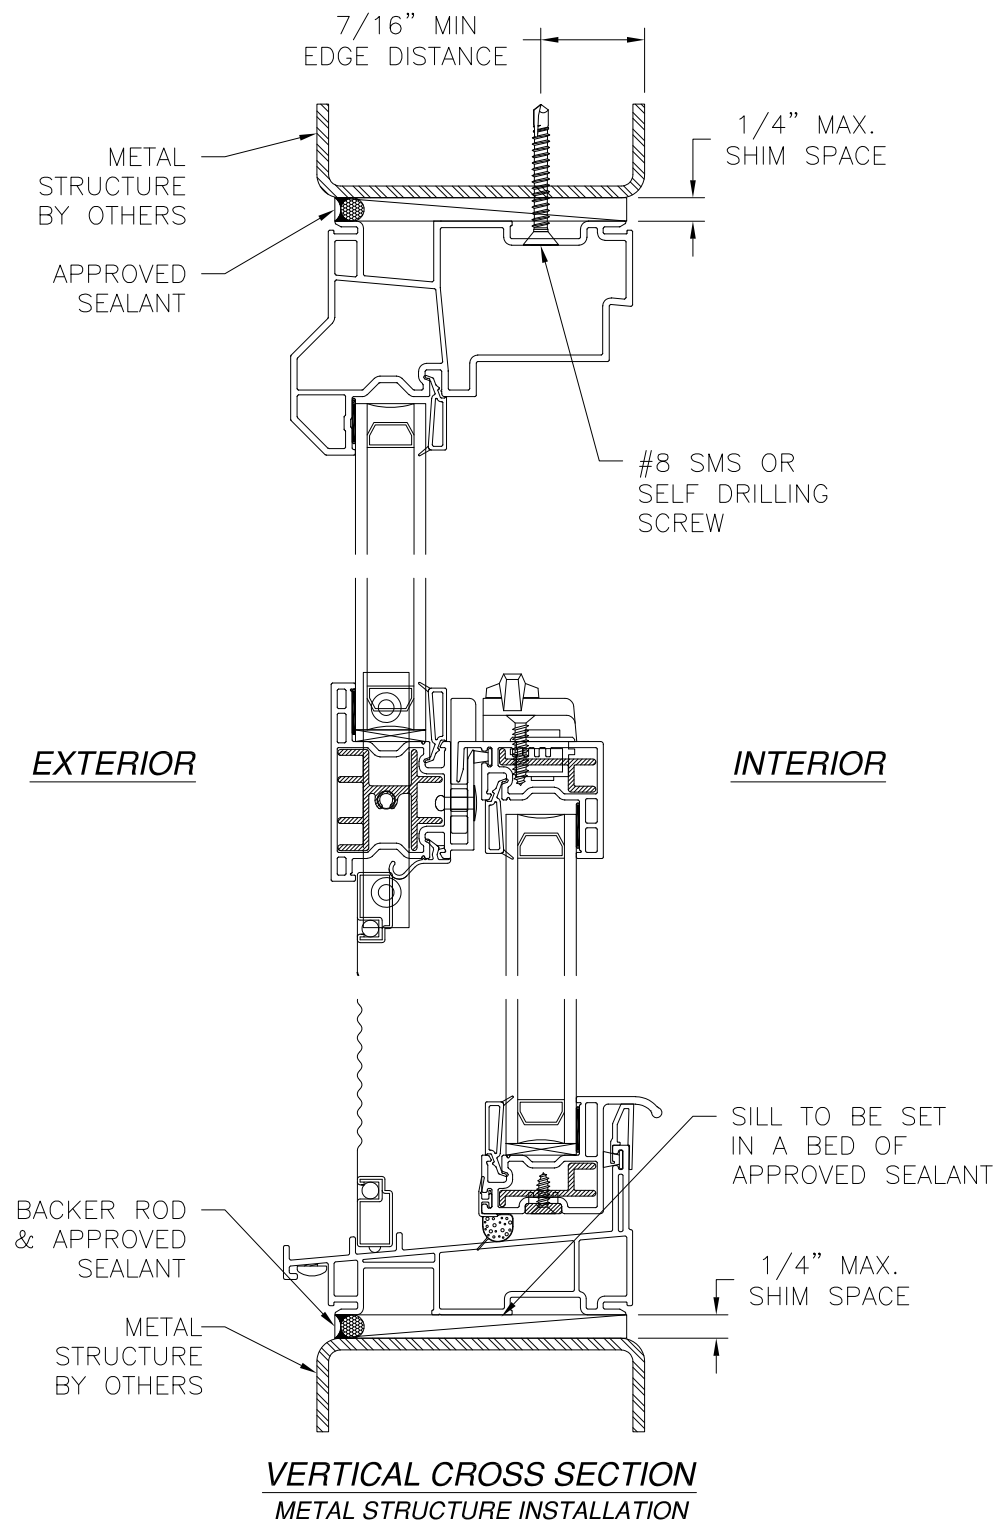 7/16” MIN
EDGE DISTANCE
1/4” MAX.
SHIM SPACE
METAL
STRUCTURE
BY OTHERS
APPROVED
SEALANT
#8 SMS OR
SELF DRILLING
SCREW
EXTERIOR
INTERIOR
SILL TO BE SET
IN A BED OF
APPROVED SEALANT
BACKER ROD
& APPROVED
SEALANT
1/4” MAX.
SHIM SPACE
METAL
STRUCTURE
BY OTHERS
VERTICAL CROSS SECTION
METAL STRUCTURE INSTALLATION